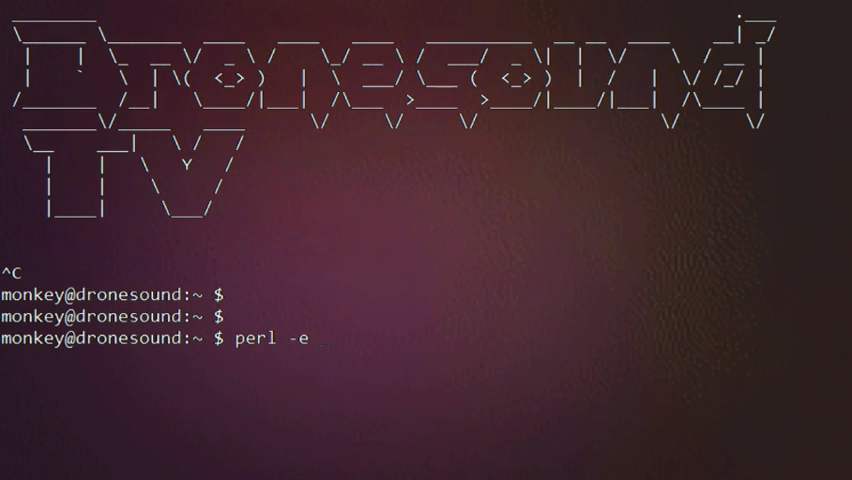 Dronesound
TV
^C
monkey@dronesound:~ $
monkey@dronesound:~ $
monkey@dronesound:~ $ perl -e _